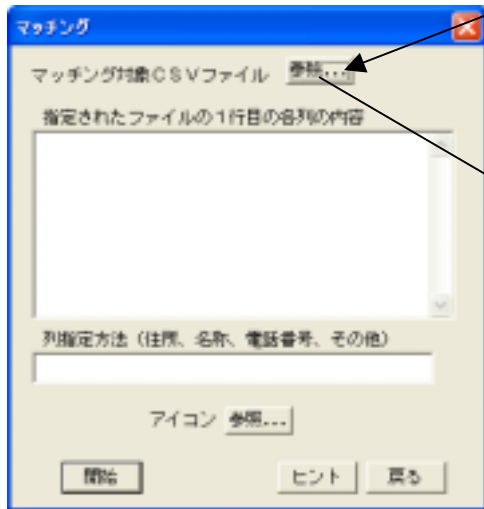 マッチング
マッチング対象CSVファイル 参照...
指定されたファイルの1行目の各列の内容
列指定方法（住所、名称、電話番号、その他）
アイコン 参照...
開始 ヒント 戻る